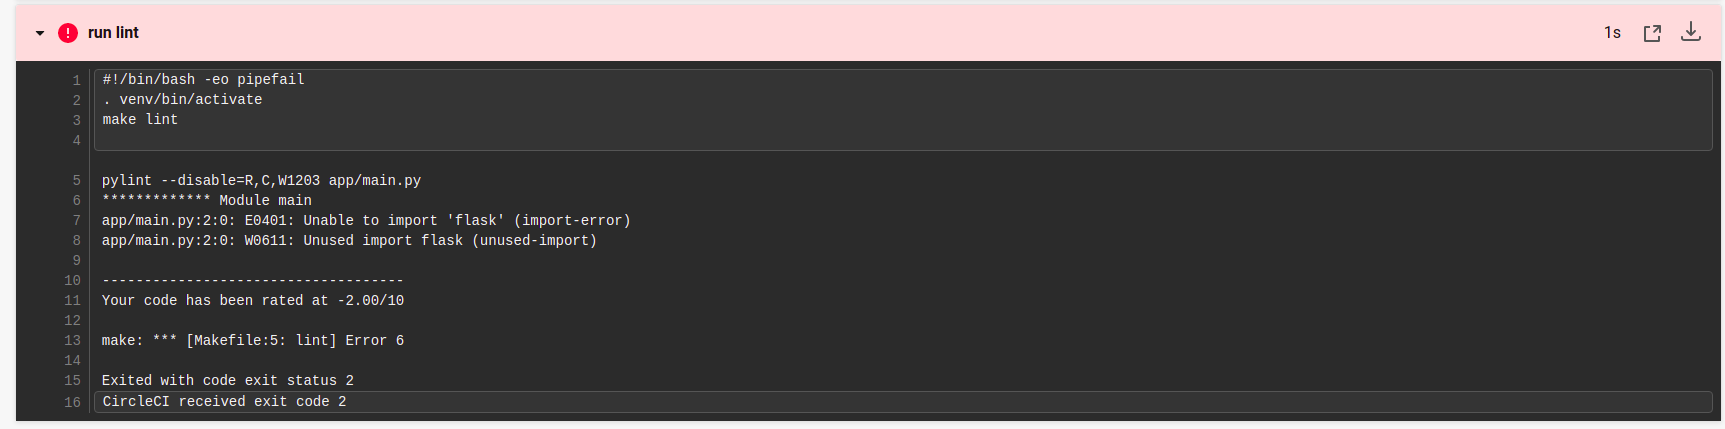 run lint
1s
1 #!/bin/bash -eo pipefail
2 . venv/bin/activate
3 make lint
4
5 pylint --disable=R,C,W1203 app/main.py
6 ************* Module main
7 app/main.py:2:0: E0401: Unable to import 'flask' (import-error)
8 app/main.py:2:0: W0611: Unused import flask (unused-import)
9
10 ------------------------------------
11 Your code has been rated at -2.00/10
12
13 make: *** [Makefile:5: lint] Error 6
14
15 Exited with code exit status 2
16 CircleCI received exit code 2